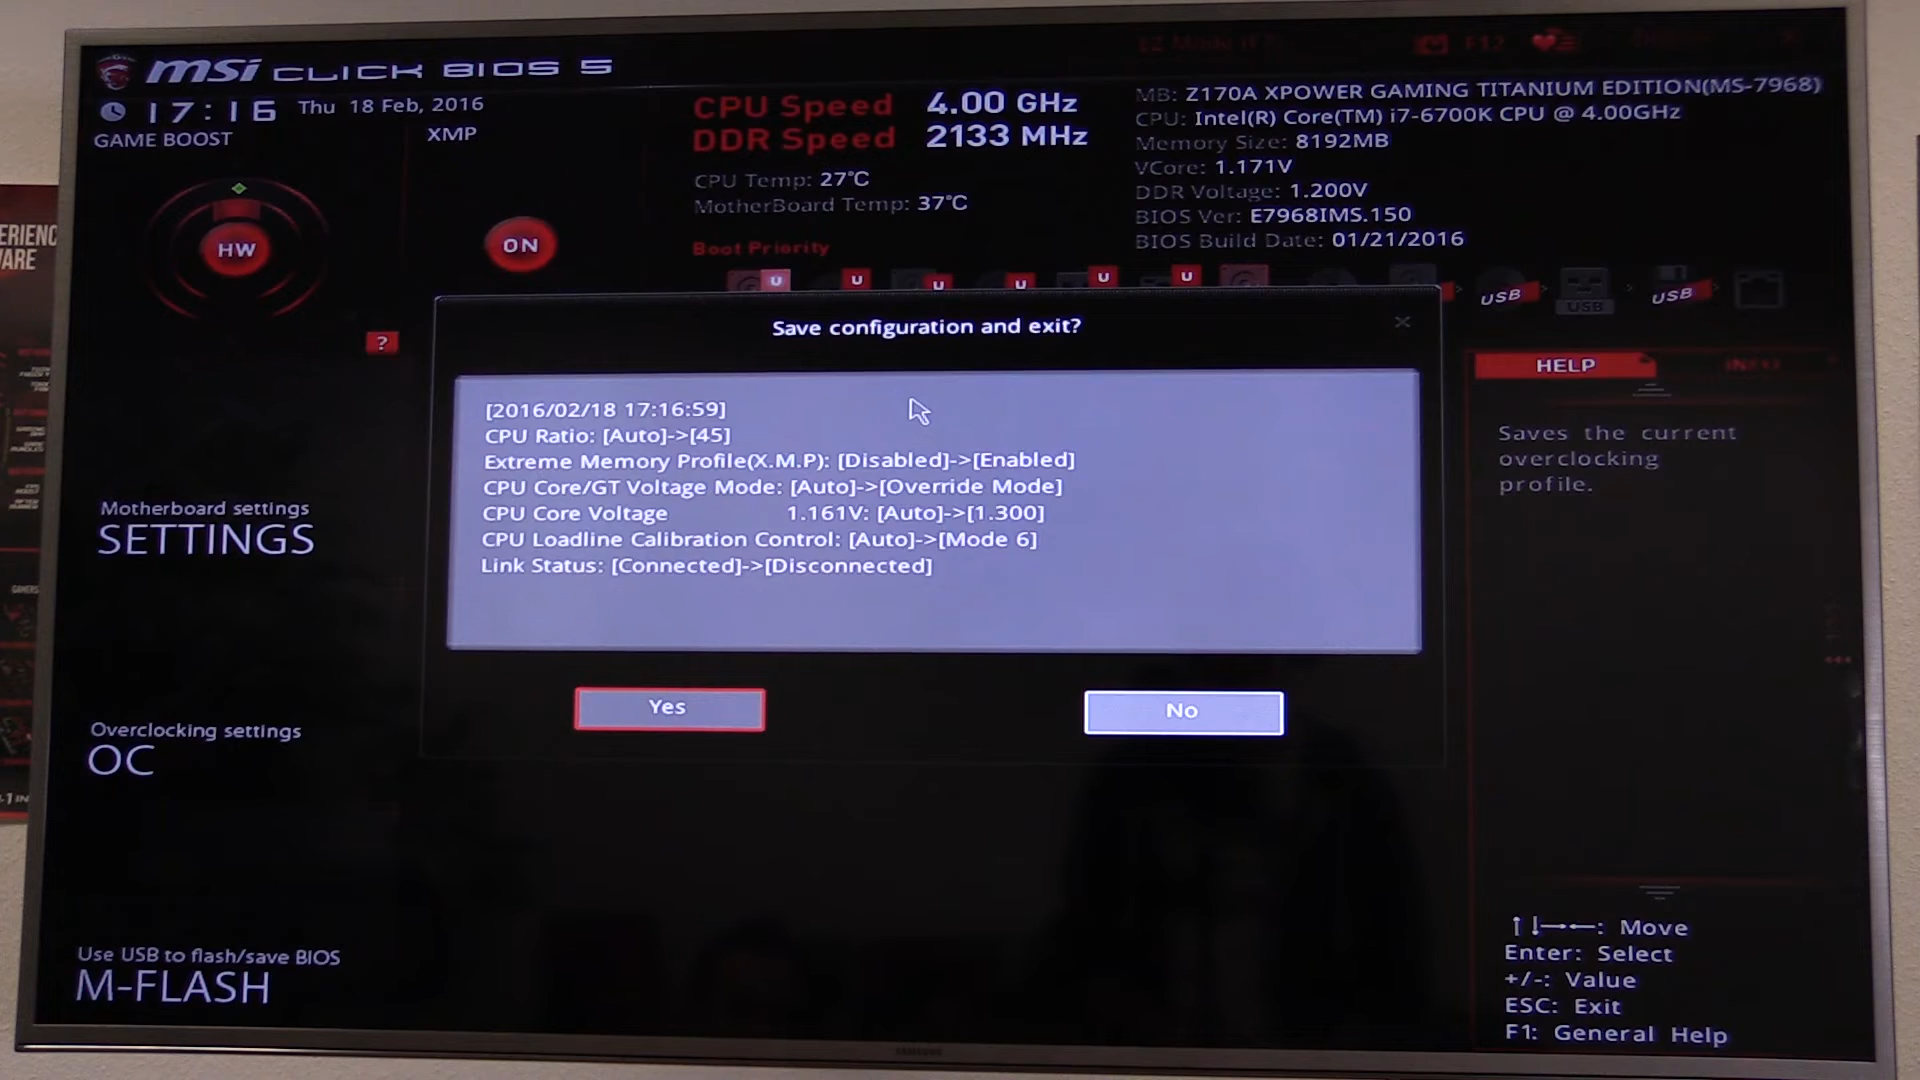 msi CLICK BIOS 5
F12
17:16 Thu 18 Feb, 2016
GAME BOOST
XMP
HW
ON
CPU Speed 4.00 GHz
DDR Speed 2133 MHz
CPU Temp: 27°C
MotherBoard Temp: 37°C
Boot Priority
MB: Z170A XPOWER GAMING TITANIUM EDITION(MS-7968)
CPU: Intel(R) Core(TM) i7-6700K CPU @ 4.00GHz
Memory Size: 8192MB
VCore: 1.171V
DDR Voltage: 1.200V
BIOS Ver: E7968IMS.150
BIOS Build Date: 01/21/2016
U U U U U U USB USB USB
?
Save configuration and exit?
[2016/02/18 17:16:59]
CPU Ratio: [Auto]->[45]
Extreme Memory Profile(X.M.P): [Disabled]->[Enabled]
CPU Core/GT Voltage Mode: [Auto]->[Override Mode]
CPU Core Voltage 1.161V: [Auto]->[1.300]
CPU Loadline Calibration Control: [Auto]->[Mode 6]
Link Status: [Connected]->[Disconnected]
Yes
No
Motherboard settings
SETTINGS
Overclocking settings
OC
Use USB to flash/save BIOS
M-FLASH
HELP
INFO
Saves the current
overclocking
profile.
↑↓→←: Move
Enter: Select
+/-: Value
ESC: Exit
F1: General Help
SAMSUNG